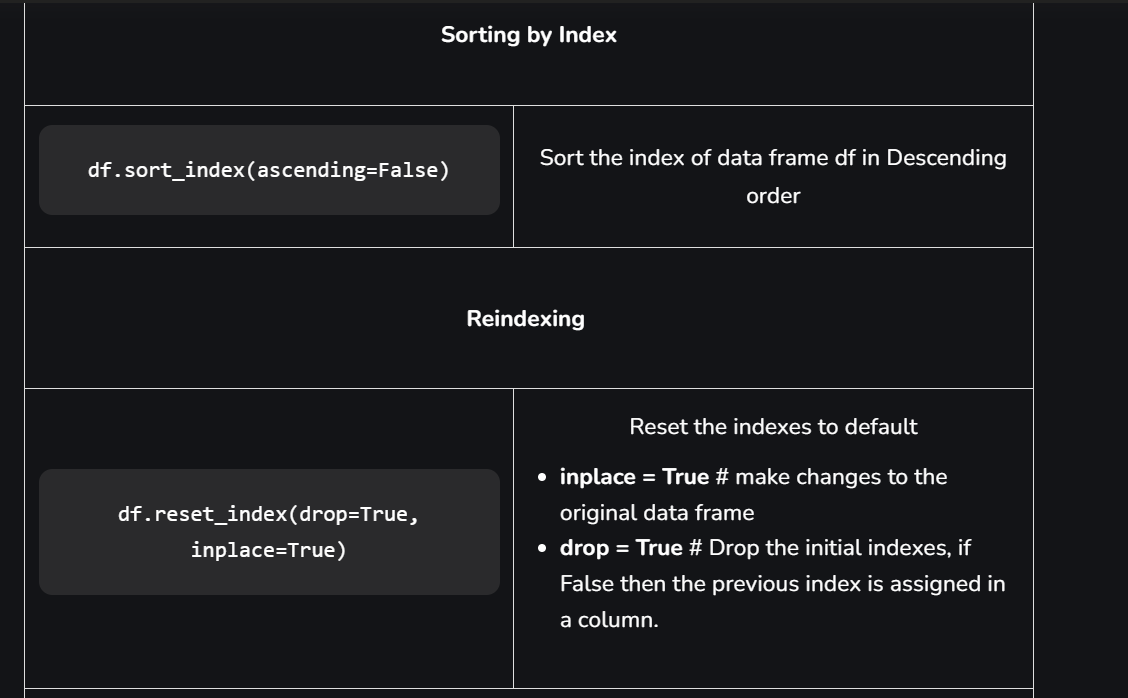 Sorting by Index
df.sort_index(ascending=False)
Sort the index of data frame df in Descending
order
Reindexing
df.reset_index(drop=True,
inplace=True)
Reset the indexes to default
• inplace = True # make changes to the
original data frame
• drop = True # Drop the initial indexes, if
False then the previous index is assigned in
a column.